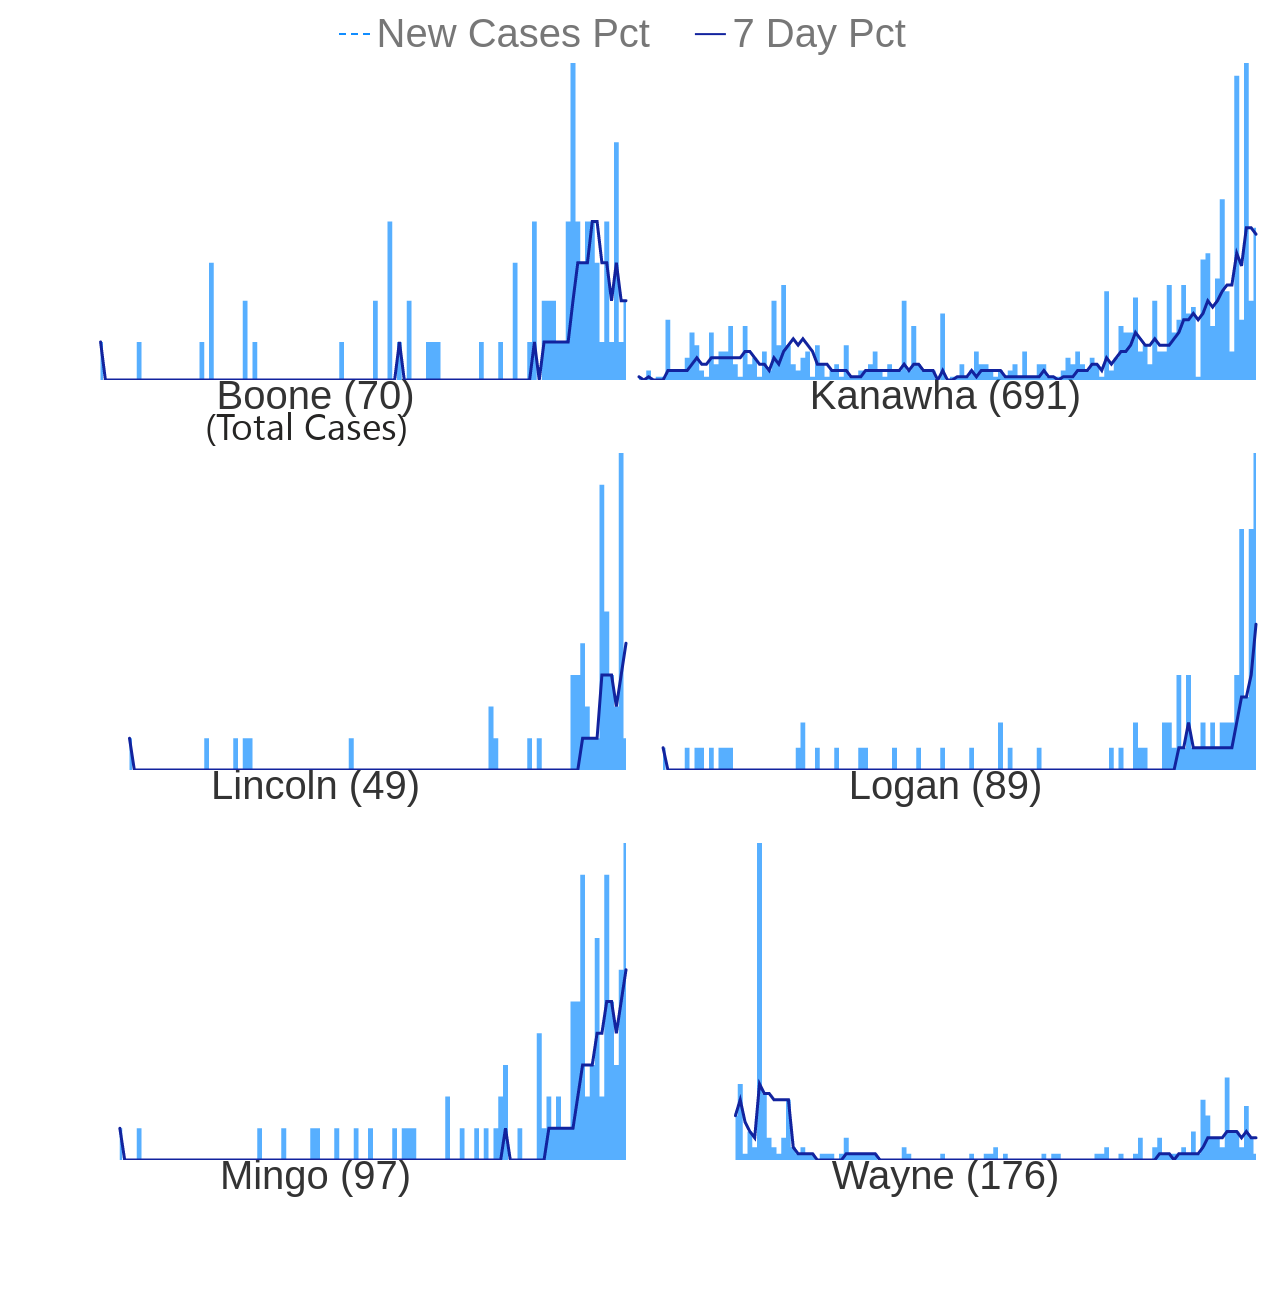 New Cases Pct 7 Day Pct
Boone (70) Kanawha (691)
(Total Cases)
Lincoln (49) Logan (89)
Mingo (97) Wayne (176)